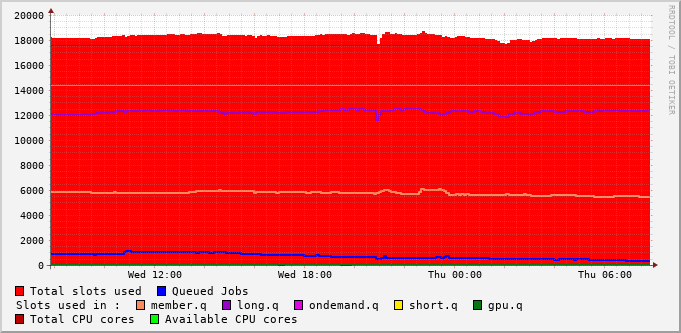 20000
18000
16000
14000
12000
10000
8000
6000
4000
2000
0
Wed 12:00 Wed 18:00 Thu 00:00 Thu 06:00
RRDTOOL / TOBI OETIKER
Total slots used Queued Jobs
Slots used in : member.q long.q ondemand.q short.q gpu.q
Total CPU cores Available CPU cores